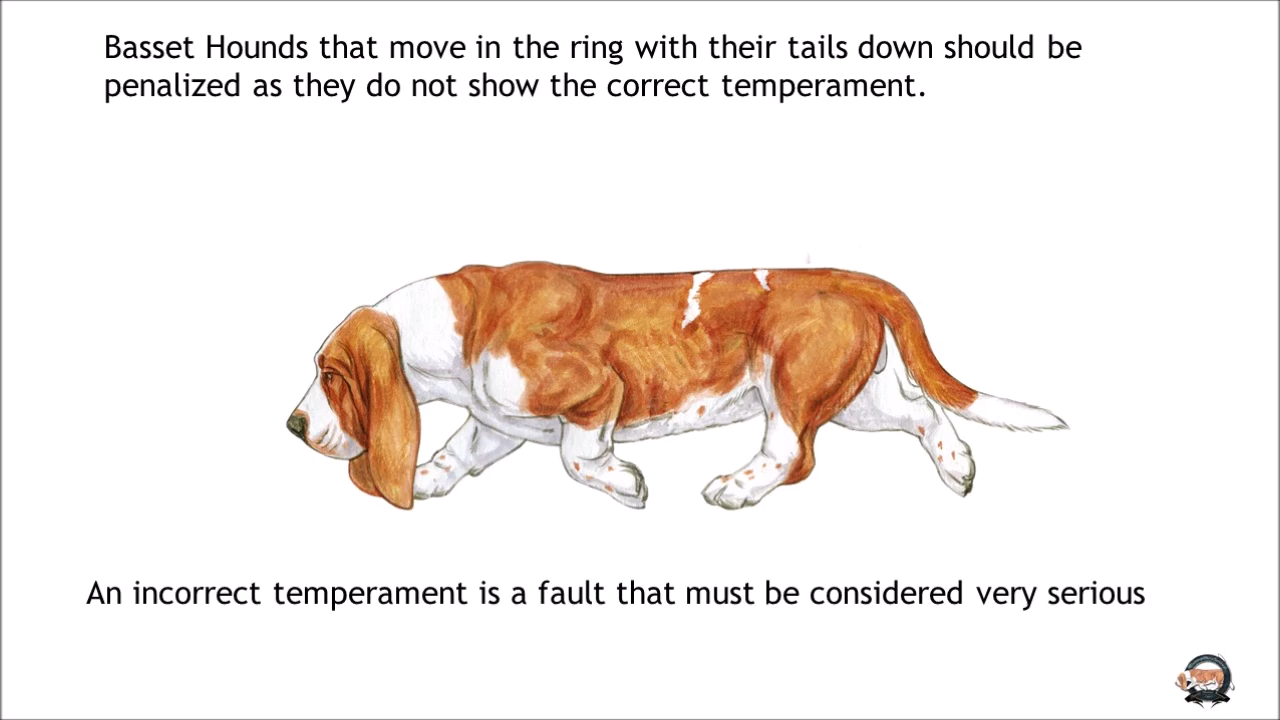 Basset Hounds that move in the ring with their tails down should be
penalized as they do not show the correct temperament.
An incorrect temperament is a fault that must be considered very serious